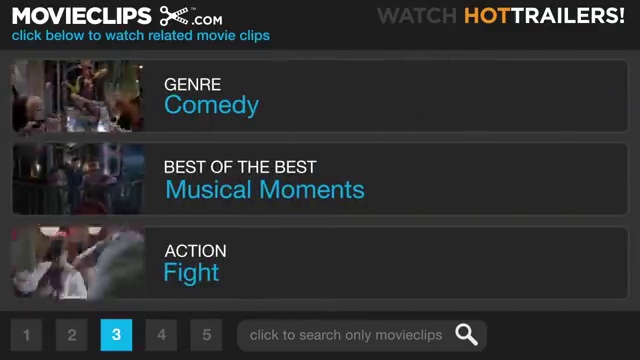 MOVIECLIPS.COM™
WATCH HOTTRAILERS!
click below to watch related movie clips
GENRE
Comedy
BEST OF THE BEST
Musical Moments
ACTION
Fight
1 2 3 4 5
click to search only movieclips